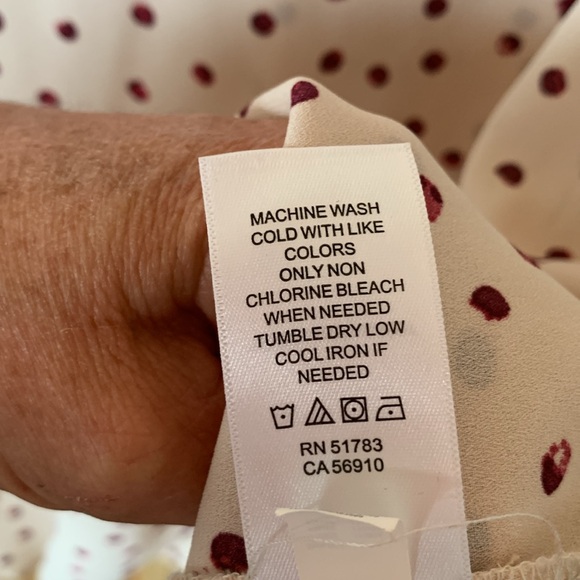 MACHINE WASH
COLD WITH LIKE
COLORS
ONLY NON
CHLORINE BLEACH
WHEN NEEDED
TUMBLE DRY LOW
COOL IRON IF
NEEDED
RN 51783
CA 56910